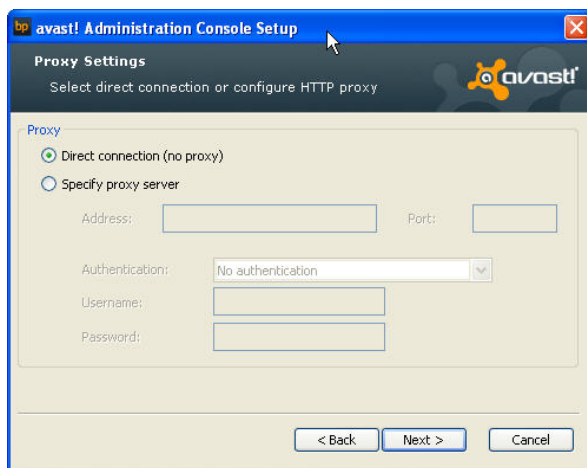 bp avast! Administration Console Setup
Proxy Settings
Select direct connection or configure HTTP proxy
avast!
Proxy
Direct connection (no proxy)
Specify proxy server
Address: Port:
Authentication: No authentication
Username:
Password:
< Back Next > Cancel